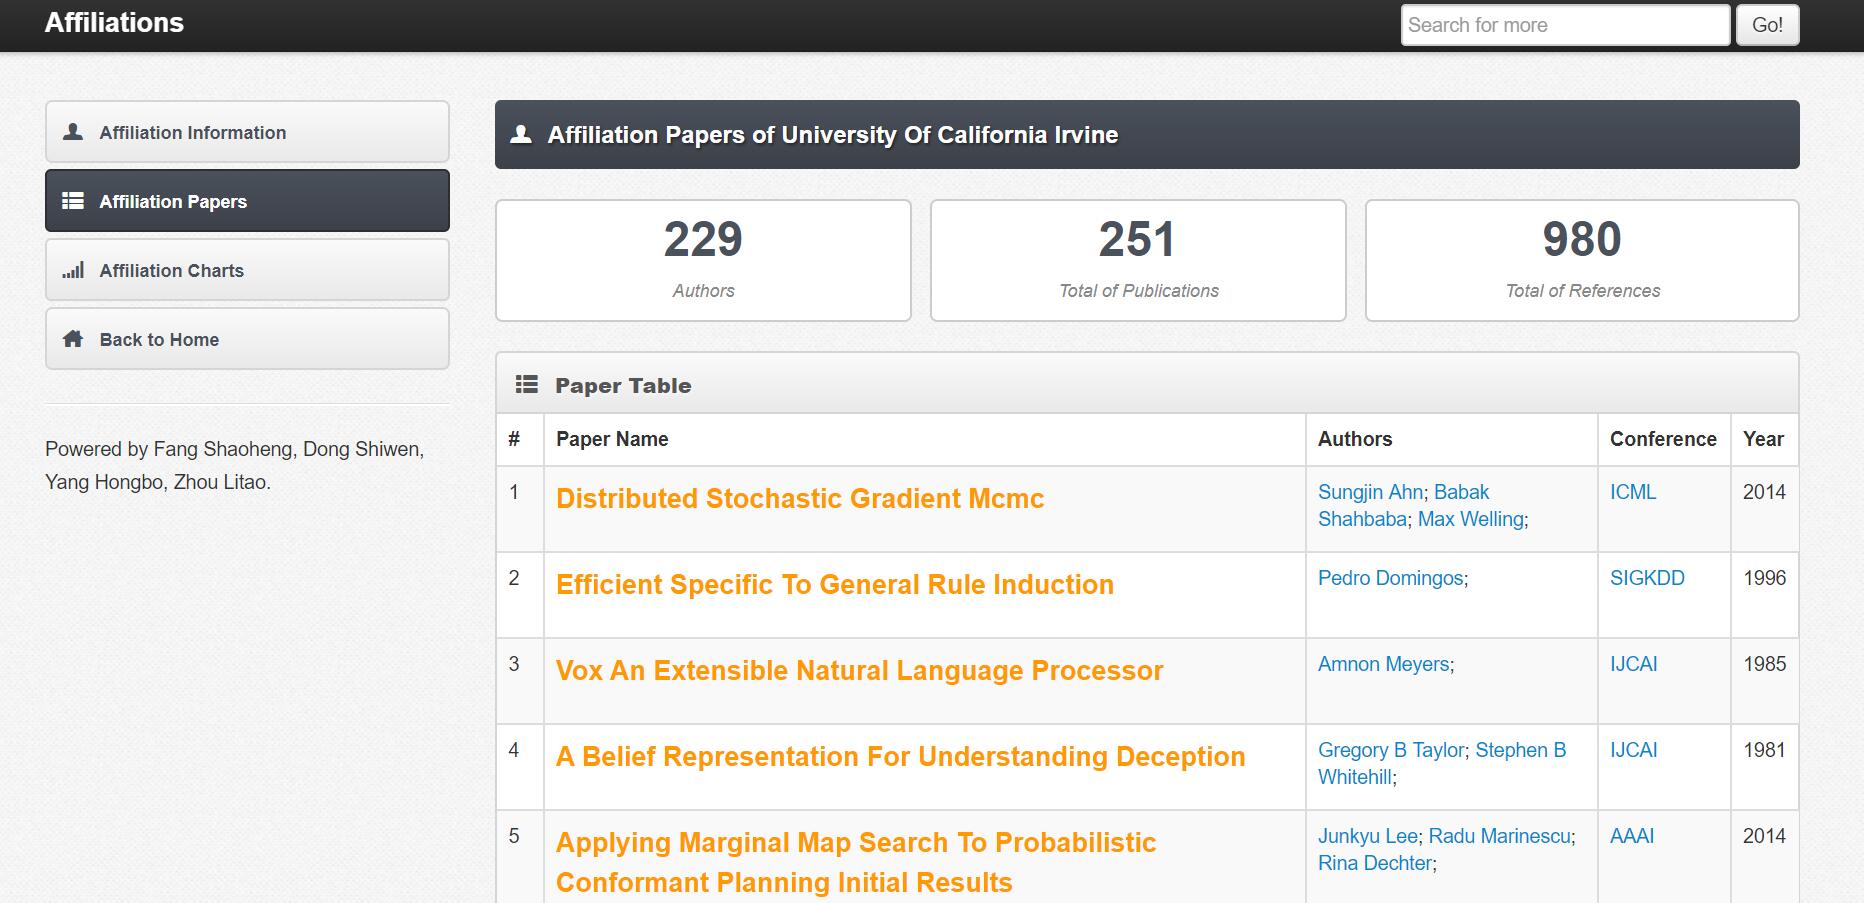 Affiliations
Search for more
Go!
Affiliation Information
Affiliation Papers
Affiliation Charts
Back to Home
Powered by Fang Shaoheng, Dong Shiwen,
Yang Hongbo, Zhou Litao.
Affiliation Papers of University Of California Irvine
229
Authors
251
Total of Publications
980
Total of References
Paper Table
# Paper Name Authors Conference Year
1 Distributed Stochastic Gradient Mcmc Sungjin Ahn; Babak ICML 2014
Shahbaba; Max Welling;
2 Efficient Specific To General Rule Induction Pedro Domingos; SIGKDD 1996
3 Vox An Extensible Natural Language Processor Amnon Meyers; IJCAI 1985
4 A Belief Representation For Understanding Deception Gregory B Taylor; Stephen B IJCAI 1981
Whitehill;
5 Applying Marginal Map Search To Probabilistic Junkyu Lee; Radu Marinescu; AAAI 2014
Conformant Planning Initial Results Rina Dechter;